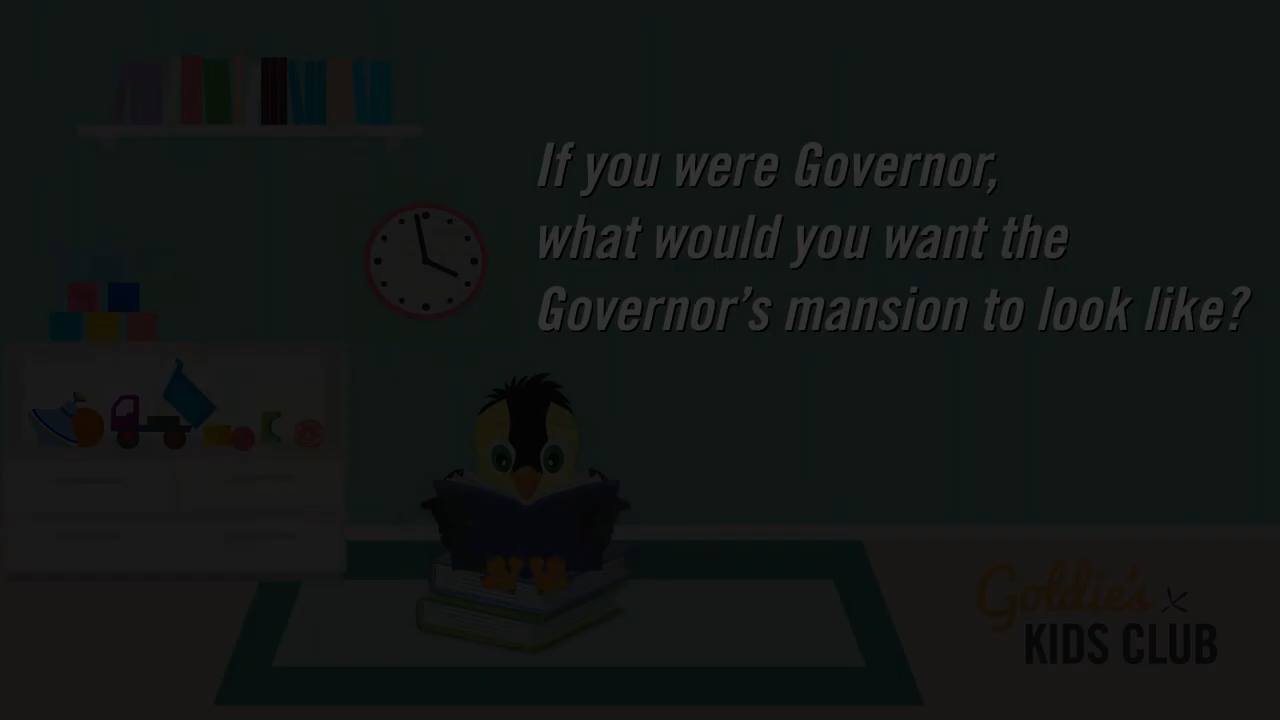 If you were Governor,
what would you want the
Governor’s mansion to look like?
Goldie's
KIDS CLUB